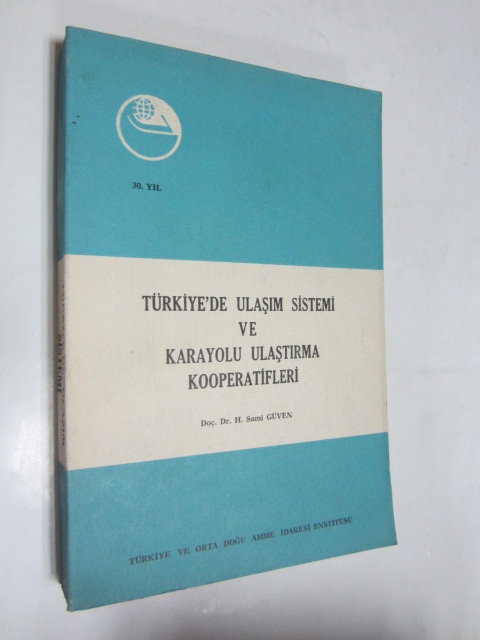 30. YIL
TÜRKİYE'DE ULAŞIM SİSTEMİ
VE
KARAYOLU ULAŞTIRMA
KOOPERATİFLERİ
Doç. Dr. H. Sami GÜVEN
TÜRKİYE VE ORTA DOĞU AMME İDARESİ ENSTİTÜSÜ